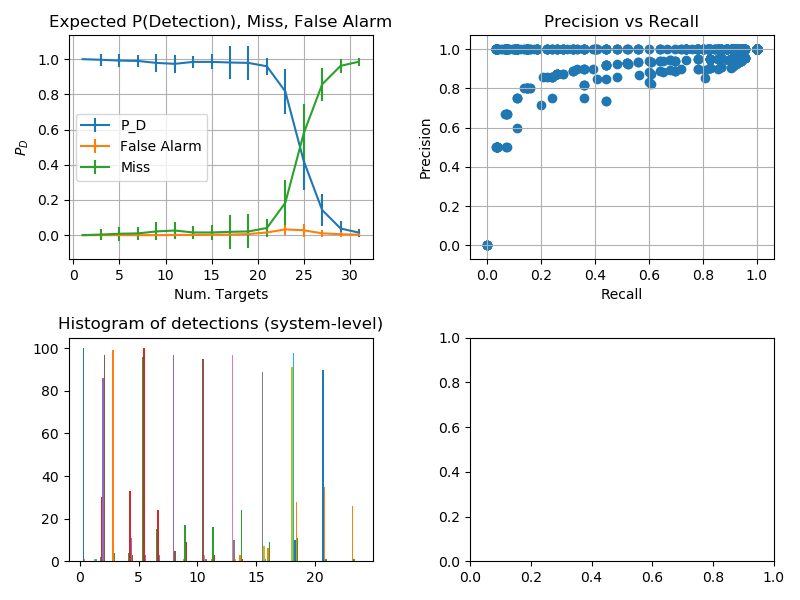 Expected P(Detection), Miss, False Alarm
1.0
0.8
0.6
0.4
0.2
0.0
P_D
P_D
False Alarm
Miss
0 5 10 15 20 25 30
Num. Targets
Precision vs Recall
1.0
0.8
0.6
0.4
0.2
0.0
Precision
0.0 0.2 0.4 0.6 0.8 1.0
Recall
Histogram of detections (system-level)
100
80
60
40
20
0
0 5 10 15 20
1.0
0.8
0.6
0.4
0.2
0.0
0.0 0.2 0.4 0.6 0.8 1.0